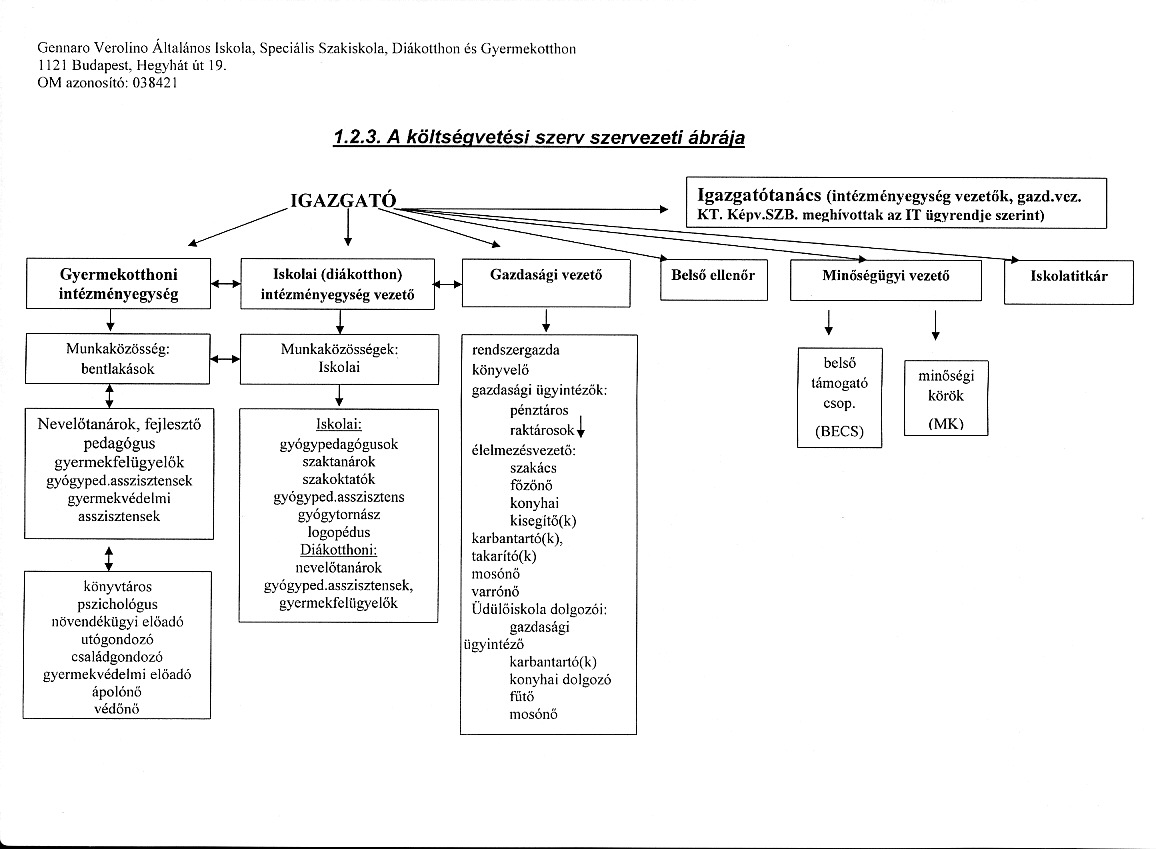 Gennaro Verolino Általános Iskola, Speciális Szakiskola, Diákotthon és Gyermekotthon
1121 Budapest, Hegyhát út 19.
OM azonosító: 038421
1.2.3. A költségvetési szerv szervezeti ábrája
IGAZGATÓ
Igazgatótanács (intézményegység vezetők, gazd.vez.
KT. Képv.SZB. meghívottak az IT ügyrendje szerint)
Gyermekotthoni
intézményegység
Iskolai (diákotthon)
intézményegység vezető
Gazdasági vezető
Belső ellenőr
Minőségügyi vezető
Iskolatitkár
Munkaközösség:
bentlakások
Munkaközösségek:
Iskolai
Nevelőtanárok, fejlesztő
pedagógus
gyermekfelügyelők
gyógyped.asszisztensek
gyermekvédelmi
asszisztensek
könyvtáros
pszichológus
növendékügyi előadó
utógondozó
családgondozó
gyermekvédelmi előadó
ápolónő
védőnő
Iskolai:
gyógypedagógusok
szaktanárok
szakoktatók
gyógyped.asszisztens
gyógytornász
logopédus
Diákotthoni:
nevelőtanárok
gyógyped.asszisztensek,
gyermekfelügyelők
rendszergazda
könyvelő
gazdasági ügyintézők:
pénztáros
raktárosok
élelmezésvezető:
szakács
főzőnő
konyhai
kisegítő(k)
karbantartó(k),
takarító(k)
mosónő
varrónő
Üdülőiskola dolgozói:
gazdasági
ügyintéző
karbantartó(k)
konyhai dolgozó
fűtő
mosónő
belső
támogató
csop.
(BECS)
minőségi
körök
(MK)